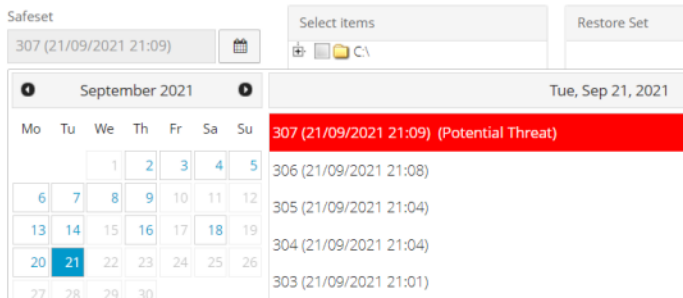 Safeset
307 (21/09/2021 21:09)
Select items
C:\
Restore Set
September 2021
Mo Tu We Th Fr Sa Su
1 2 3 4 5
6 7 8 9 10 11 12
13 14 15 16 17 18 19
20 21 22 23 24 25 26
27 28 29 30
Tue, Sep 21, 2021
307 (21/09/2021 21:09) (Potential Threat)
306 (21/09/2021 21:08)
305 (21/09/2021 21:04)
304 (21/09/2021 21:04)
303 (21/09/2021 21:01)